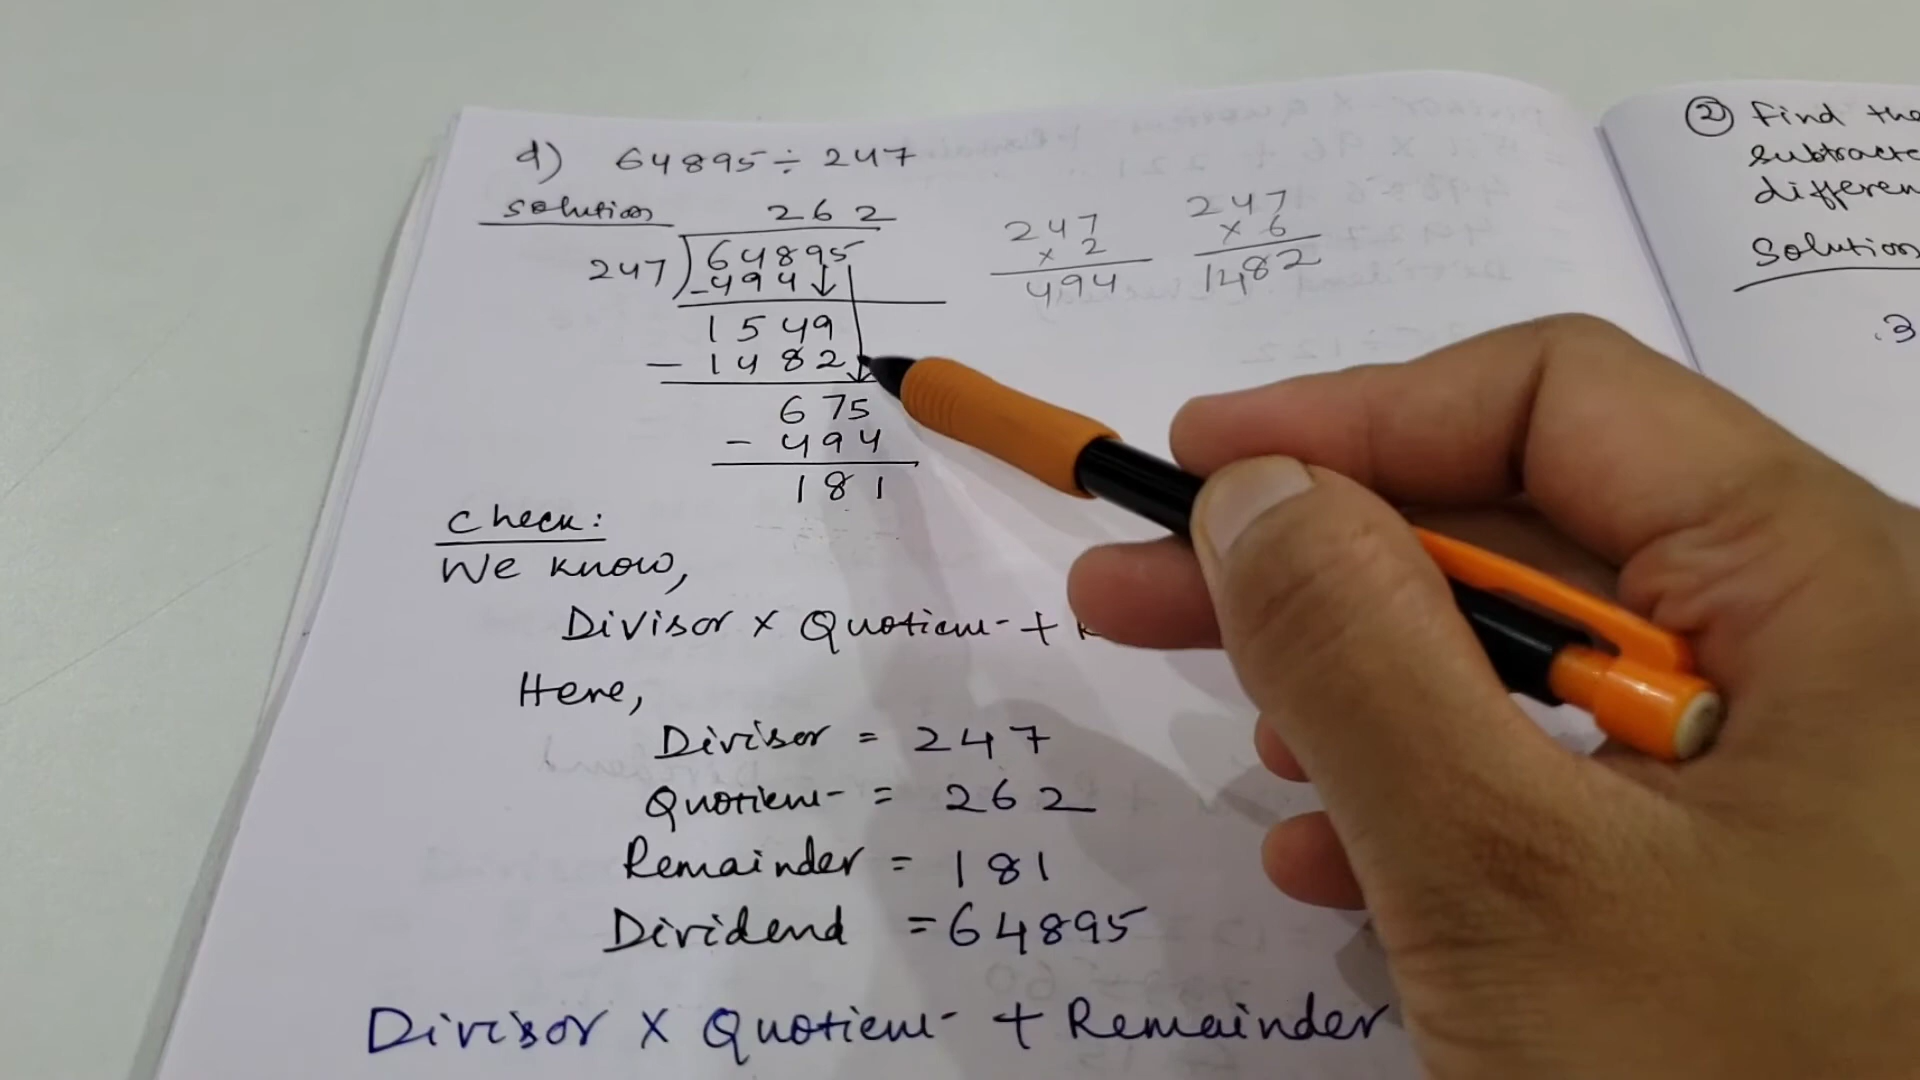 d) 64895 ÷ 247
Solution
262
247 ) 64895
- 494
1549
- 1482
675
- 494
181
247
x 2
494
247
x 6
1482
Check:
We know,
Divisor x Quotient +
Here,
Divisor = 247
Quotient = 262
Remainder = 181
Dividend = 64895
Divisor x Quotient + Remainder
② Find the
Solution